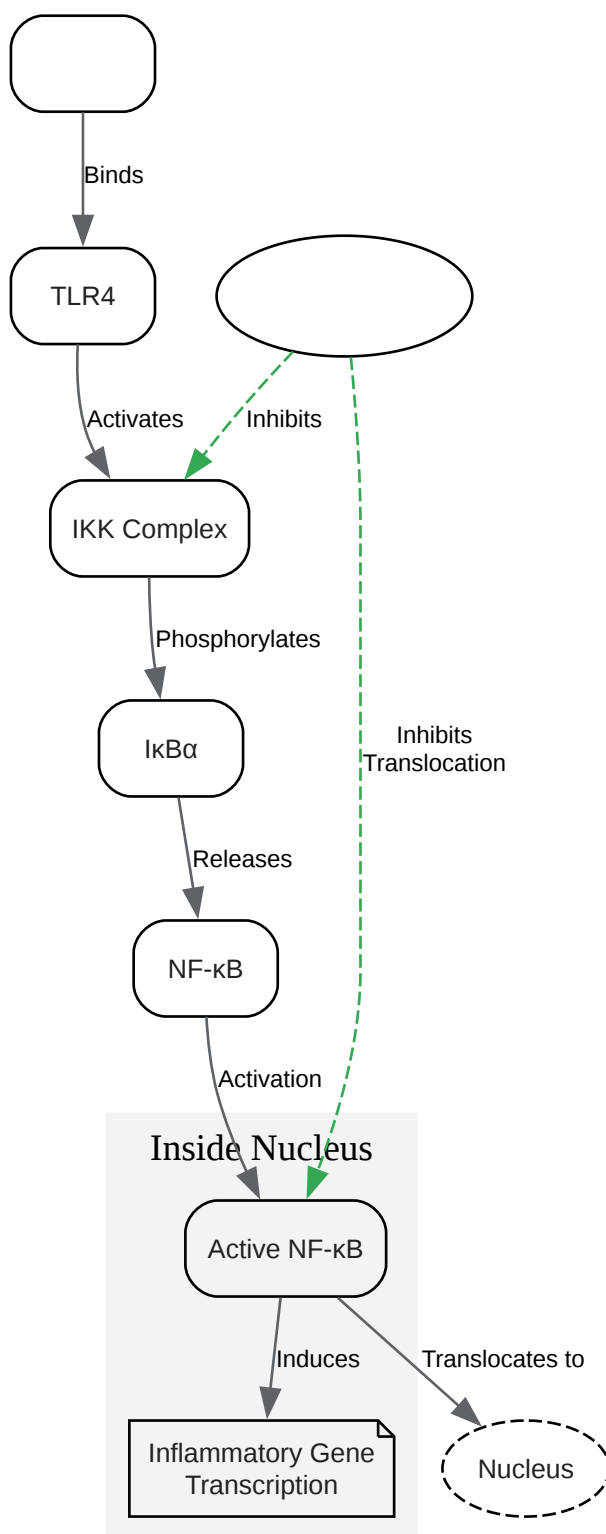 Binds
TLR4
Activates
Inhibits
IKK Complex
Phosphorylates
IκBα
Inhibits
Translocation
Releases
NF-κB
Activation
Inside Nucleus
Active NF-κB
Induces
Translocates to
Inflammatory Gene
Transcription
Nucleus